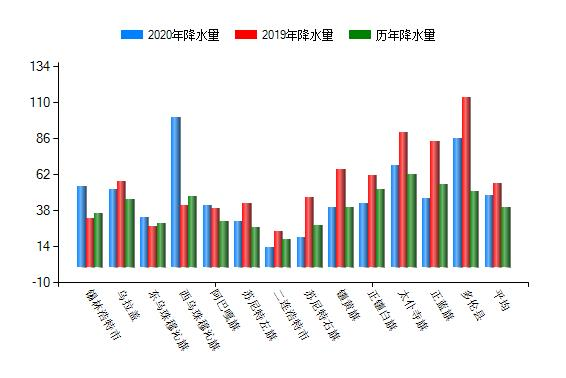 2020年降水量 2019年降水量 历年降水量
134
110
86
62
38
14
-10
锡林浩特市
乌拉盖
东乌珠穆沁旗
西乌珠穆沁旗
阿巴嘎旗
苏尼特左旗
二连浩特市
苏尼特右旗
镶黄旗
正镶白旗
太仆寺旗
正蓝旗
多伦县
平均